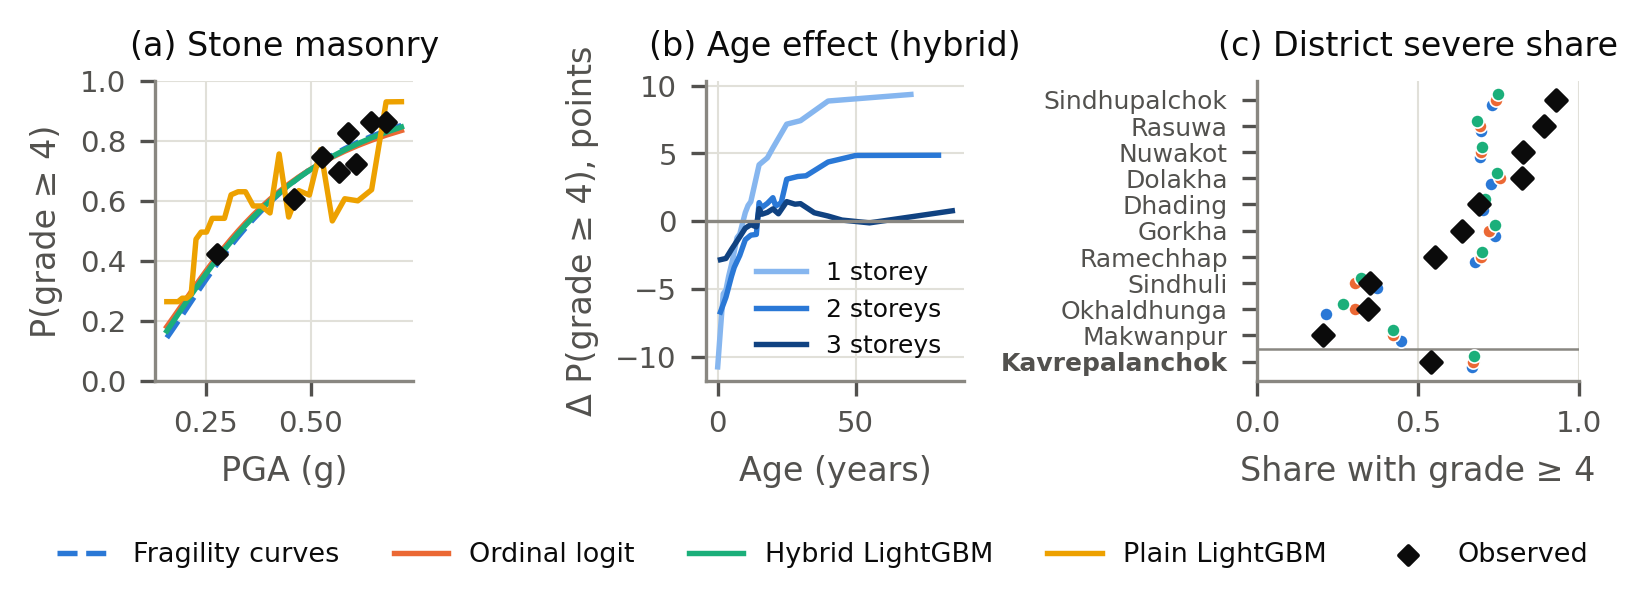 (a) Stone masonry
P(grade ≥ 4)
1.0
0.8
0.6
0.4
0.2
0.0
0.25 0.50
PGA (g)
(b) Age effect (hybrid)
Δ P(grade ≥ 4), points
10
5
0
−5
−10
1 storey
2 storeys
3 storeys
0 50
Age (years)
(c) District severe share
Sindhupalchok
Rasuwa
Nuwakot
Dolakha
Dhading
Gorkha
Ramechhap
Sindhuli
Okhaldhunga
Makwanpur
Kavrepalanchok
0.0 0.5 1.0
Share with grade ≥ 4
Fragility curves Ordinal logit Hybrid LightGBM Plain LightGBM Observed